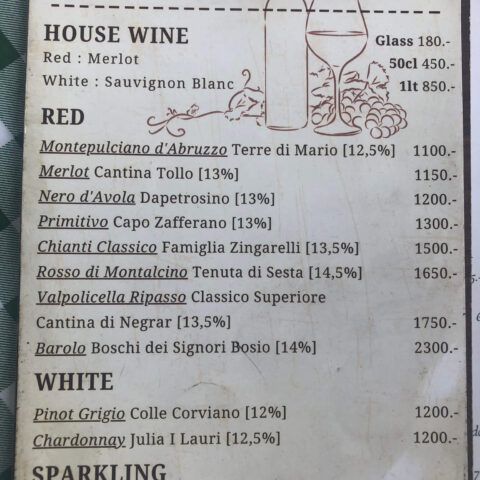 HOUSE WINE
Glass 180.-
Red : Merlot
50cl 450.-
White : Sauvignon Blanc
1lt 850.-
RED
Montepulciano d'Abruzzo Terre di Mario [12,5%] 1100.-
Merlot Cantina Tollo [13%] 1150.-
Nero d'Avola Dapetrosino [13%] 1200.-
Primitivo Capo Zafferano [13%] 1300.-
Chianti Classico Famiglia Zingarelli [13,5%] 1500.-
Rosso di Montalcino Tenuta di Sesta [14,5%] 1650.-
Valpolicella Ripasso Classico Superiore
Cantina di Negrar [13,5%] 1750.-
Barolo Boschi dei Signori Bosio [14%] 2300.-
WHITE
Pinot Grigio Colle Corviano [12%] 1200.-
Chardonnay Julia I Lauri [12,5%] 1200.-
SPARKLING